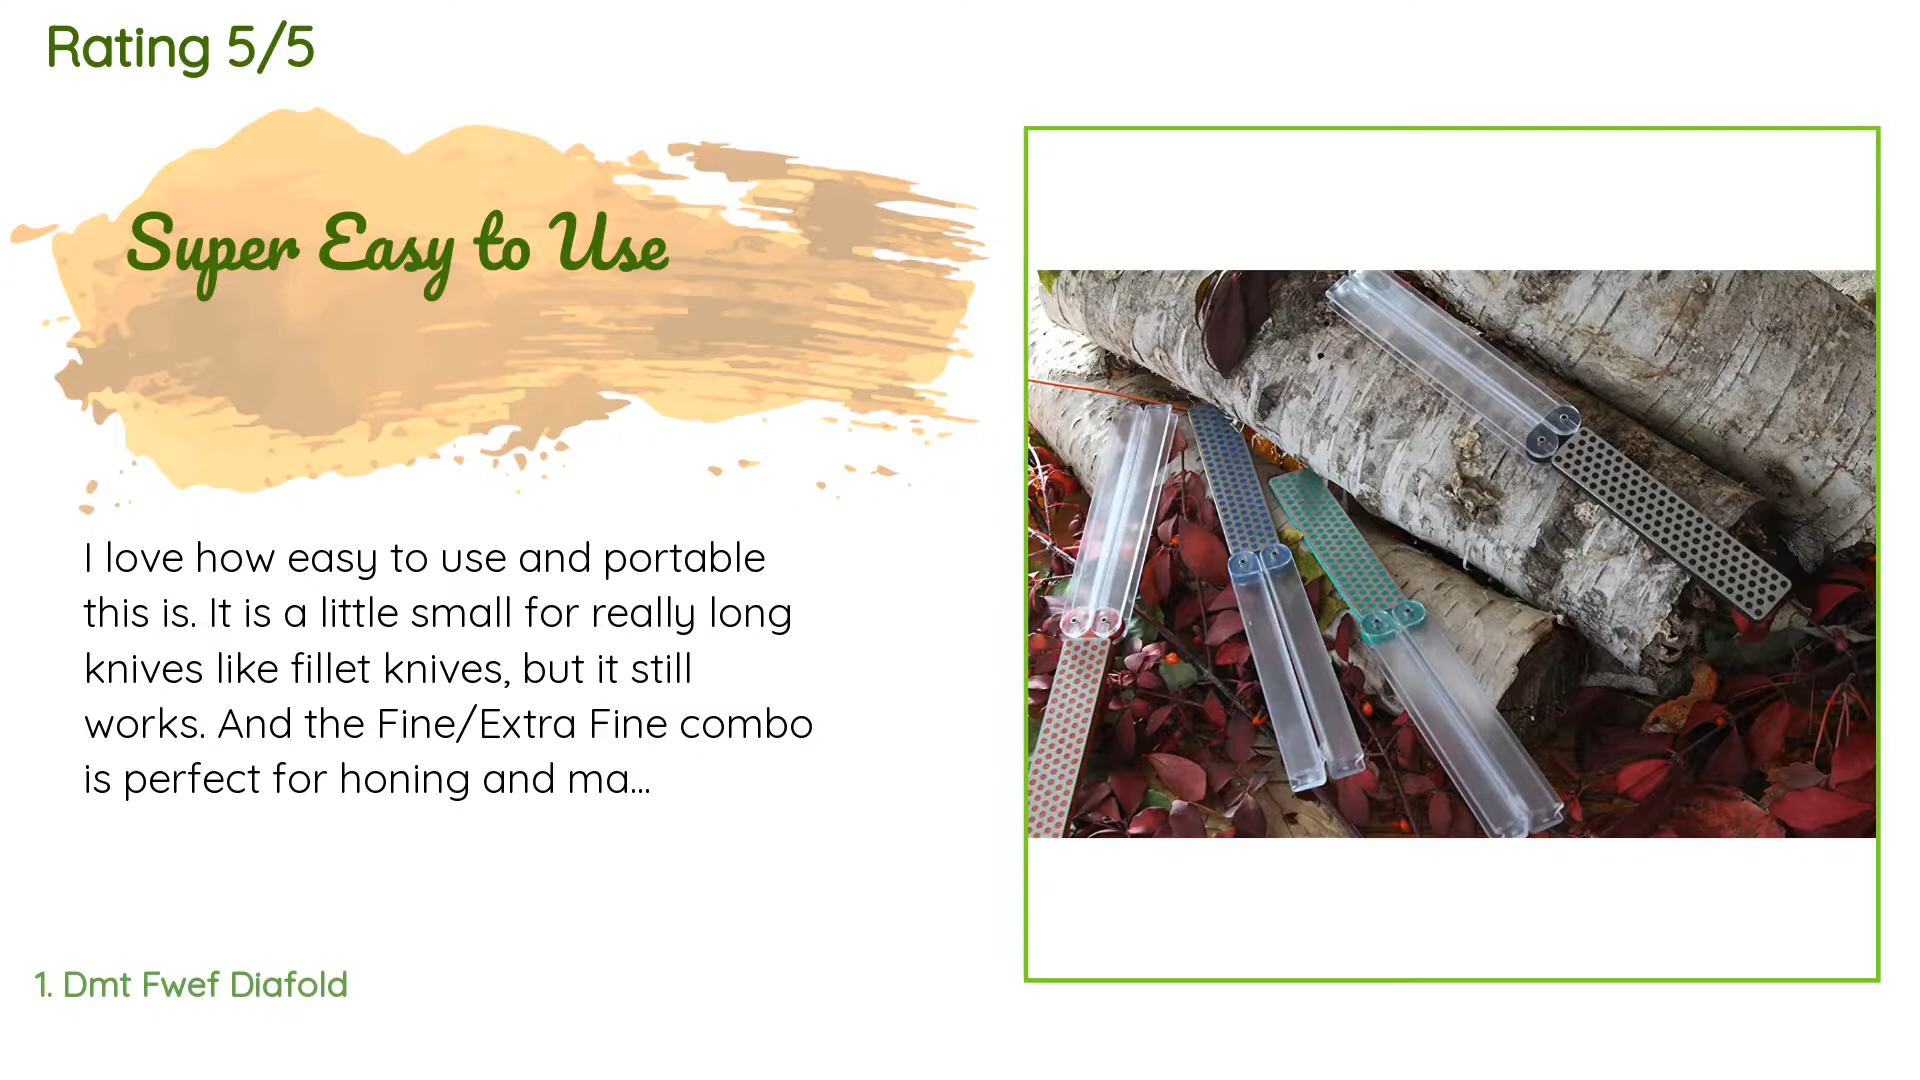 Rating 5/5
Super Easy to Use
I love how easy to use and portable
this is. It is a little small for really long
knives like fillet knives, but it still
works. And the Fine/Extra Fine combo
is perfect for honing and ma...
1. Dmt Fwef Diafold